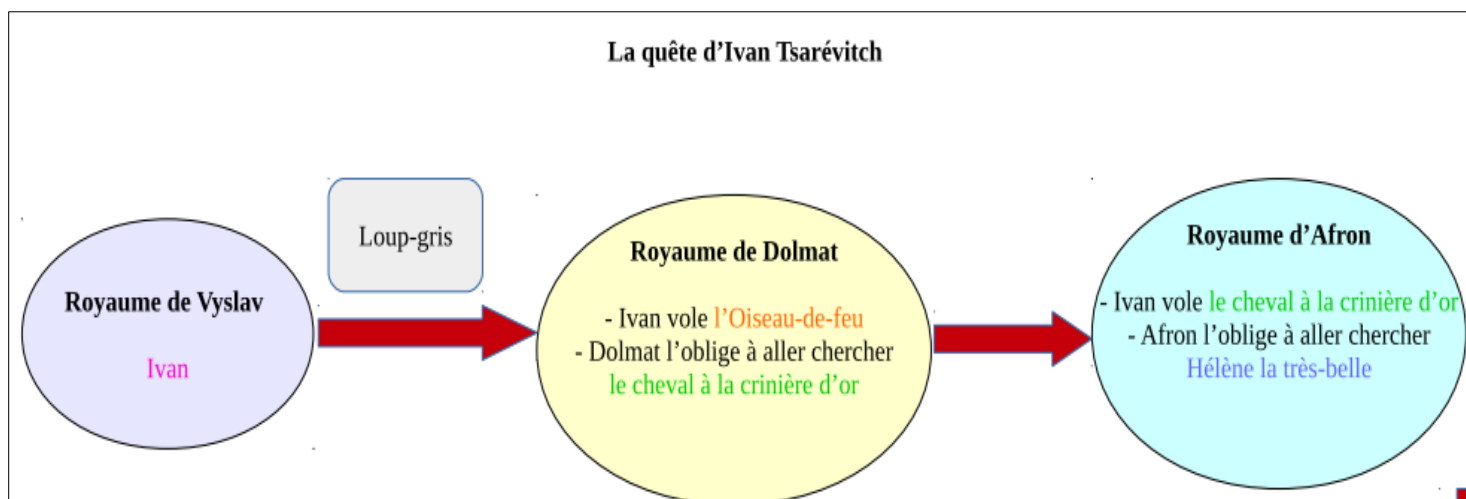 La quête d’Ivan Tsarévitch
Loup-gris
Royaume de Vyslav
Ivan
Royaume de Dolmat
- Ivan vole l’Oiseau-de-feu
- Dolmat l’oblige à aller chercher
le cheval à la crinière d’or
Royaume d’Afron
- Ivan vole le cheval à la crinière d’or
- Afron l’oblige à aller chercher
Hélène la très-belle